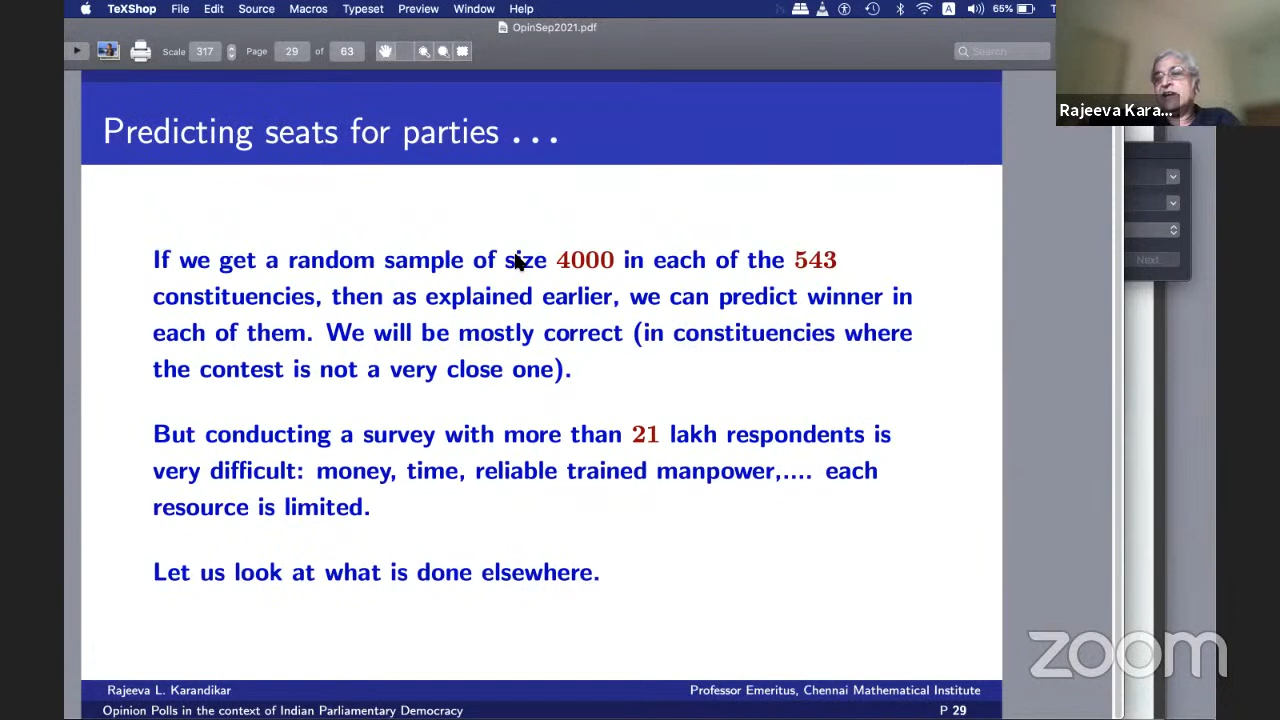 TeXShop File Edit Source Macros Typeset Preview Window Help A 65%
OpinSep2021.pdf
Scale 317 Page 29 of 63 Search
Rajeeva Kara...
Predicting seats for parties ...
If we get a random sample of size 4000 in each of the 543
constituencies, then as explained earlier, we can predict winner in
each of them. We will be mostly correct (in constituencies where
the contest is not a very close one).
But conducting a survey with more than 21 lakh respondents is
very difficult: money, time, reliable trained manpower,.... each
resource is limited.
Let us look at what is done elsewhere.
Next
zoom
Rajeeva L. Karandikar Professor Emeritus, Chennai Mathematical Institute
Opinion Polls in the context of Indian Parliamentary Democracy P 29